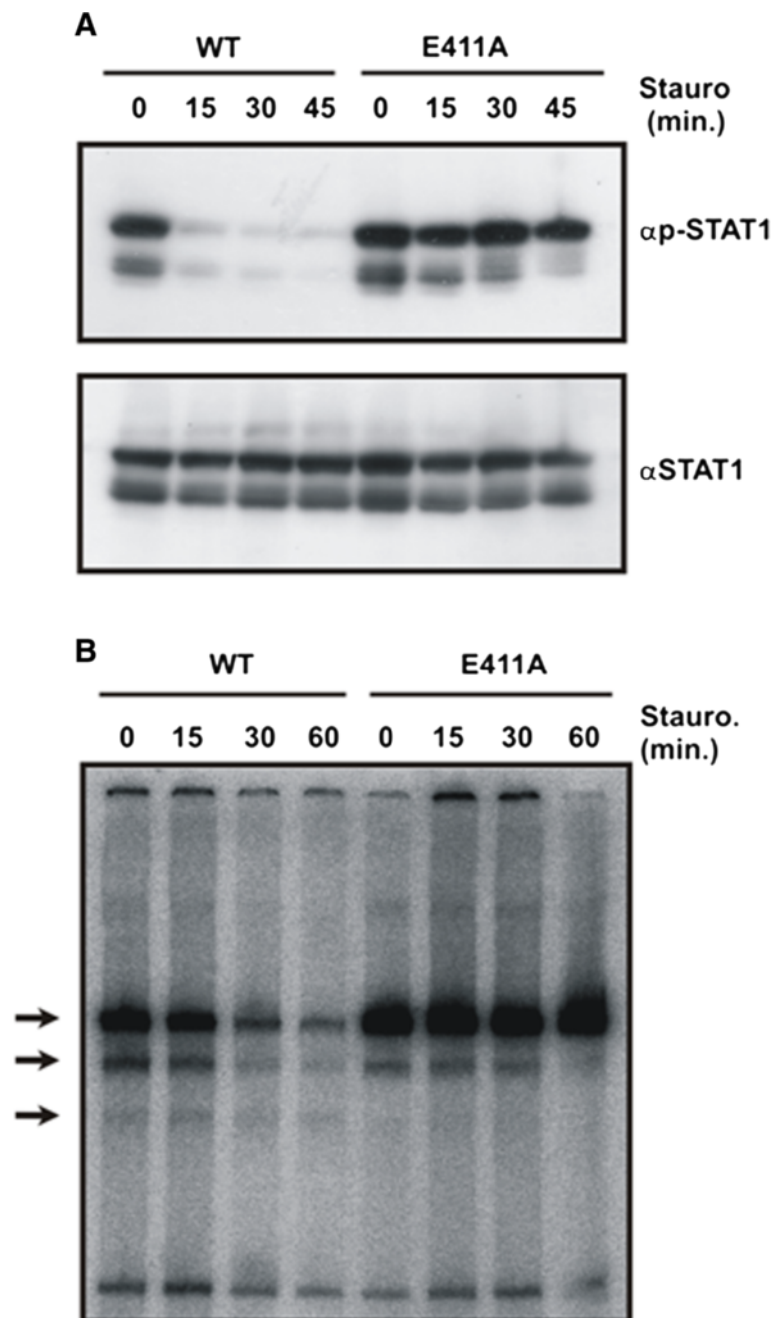 A
WT E411A
0 15 30 45 0 15 30 45 Stauro (min.)
αp-STAT1
αSTAT1
B
WT E411A
0 15 30 60 0 15 30 60 Stauro. (min.)